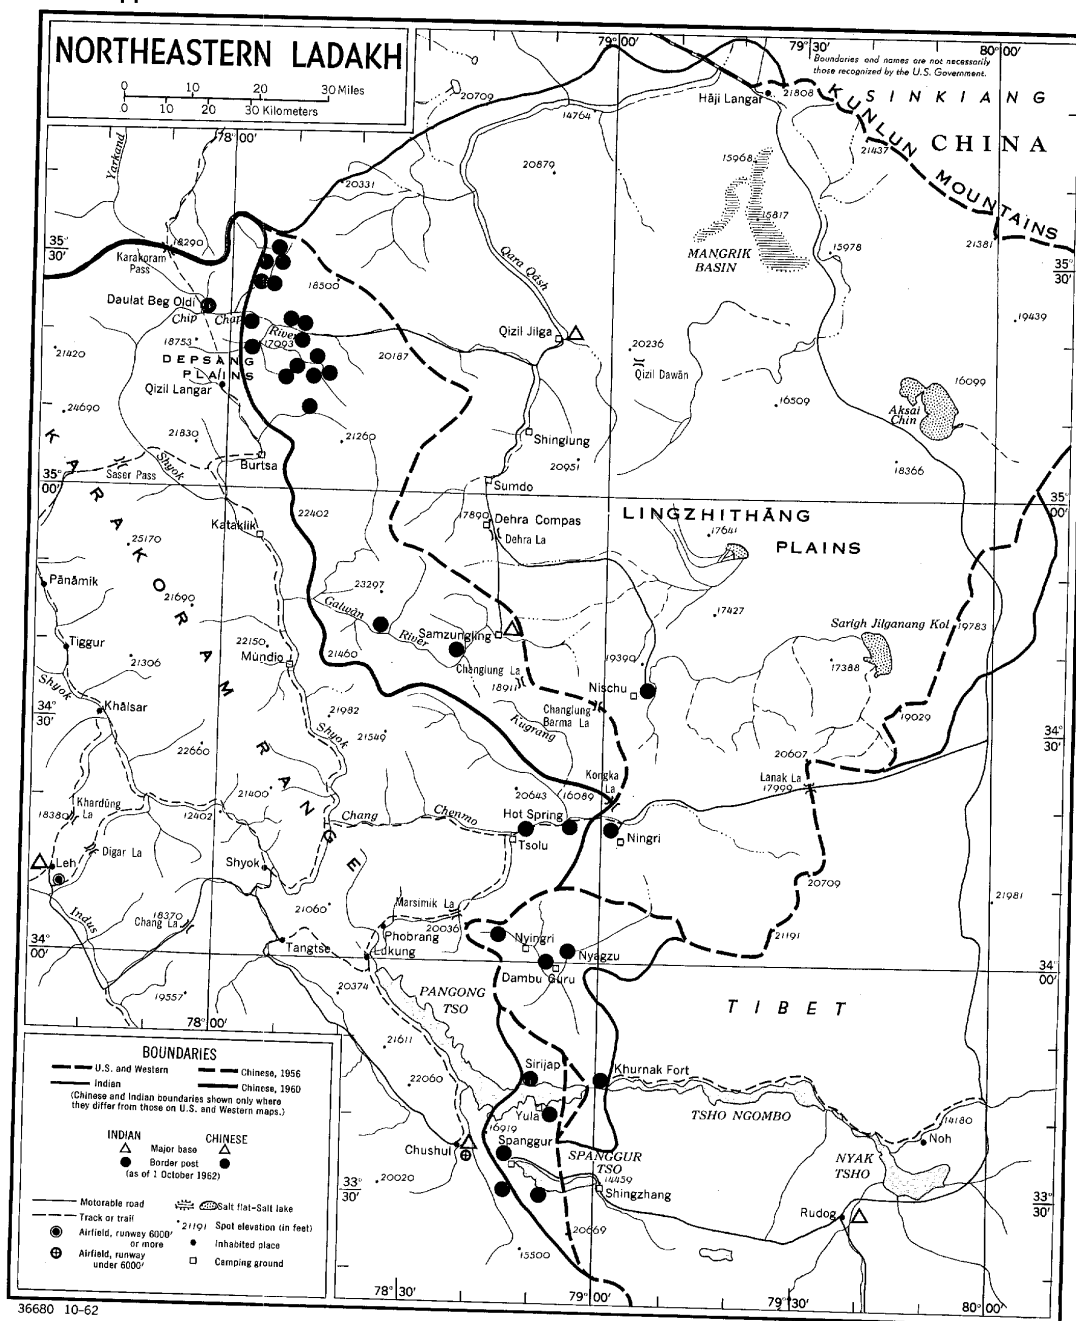 NORTHEASTERN LADAKH
0 10 20 30 Miles
0 10 20 30 Kilometers
79°00'
79°30'
80°00'
Boundaries and names are not necessarily
those recognized by the U.S. Government.
20709
14764
Hāji Langar
21808
SINKIANG
KUNLUN MOUNTAINS
CHINA
21437
78°00'
Yarkand
20331
20879
15968
15817
15978
21381
35°
30'
18290
Karakoram
Pass
Qara Qāsh
MANGRIK
BASIN
35°
30'
Daulat Beg Oldi
18500
Chip Chap River
17093
18753
21420
DEPSANG
PLAINS
20187
Qizil Jilga
20236
Qizil Dawān
19439
16099
Aksai
Chin
Qizil Langar
16509
24690
21830
21260
Shinglung
20951
18366
Burtsa
Saser Pass
Shyok
35°
00'
Sumdo
35°
00'
KARAKORAM RANGE
22402
17890
Dehra Compas
Dehra La
LINGZHITHĀNG
PLAINS
17641
Kataklik
25170
23297
Pānāmik
21690
Galwān River
Samzungling
17427
Sarigh Jilganang Kol
19783
Tiggur
22150
Mundio
21306
21460
Changlung La
18911
19390
Nischu
17388
Shyok
Khālsar
34°
30'
21982
Changlung
Barma La
Kugrang
19029
34°
30'
22660
Shyok
21549
20607
Lanak La
17999
Kongka
La
21400
20643
16089
Khardūng
La
18380
12402
Chang Chenmo
Hot Spring
Tsolu
Ningri
Digar La
Leh
Shyok
20709
21981
Indus
18370
Chang La
21060
Marsimik La
20036
Phobrang
Nyingri
Nyagzu
21191
34°
00'
Tangtse
Lukung
Dambu Guru
34°
00'
19557
20374
PANGONG
TSO
TIBET
78°00'
21611
Sirijap
Khurnak Fort
22060
TSHO NGOMBO
14180
Noh
Yula
16919
Chushul
Spanggur
SPANGGUR
TSO
14459
Shingzhang
NYAK
TSHO
33°
30'
20020
Rudog
33°
30'
20669
15500
78°30'
79°00'
79°30'
80°00'
BOUNDARIES
U.S. and Western
Chinese, 1956
Indian
Chinese, 1960
(Chinese and Indian boundaries shown only where
they differ from those on U.S. and Western maps.)
INDIAN CHINESE
Major base
Border post
(as of 1 October 1962)
Motorable road
Salt flat-Salt lake
Track or trail
21191 Spot elevation (in feet)
Airfield, runway 6000'
or more
Inhabited place
Airfield, runway
under 6000'
Camping ground
36680 10-62